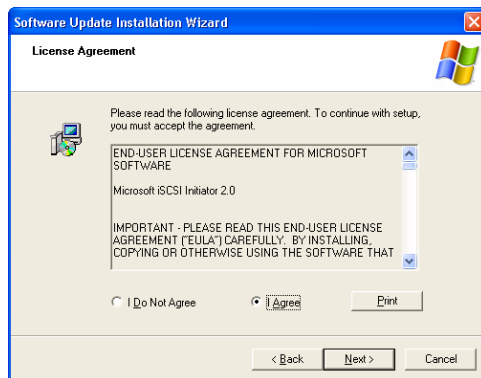 Software Update Installation Wizard
License Agreement
Please read the following license agreement. To continue with setup,
you must accept the agreement.
END-USER LICENSE AGREEMENT FOR MICROSOFT
SOFTWARE
Microsoft iSCSI Initiator 2.0
IMPORTANT - PLEASE READ THIS END-USER LICENSE
AGREEMENT ("EULA") CAREFULLY. BY INSTALLING,
COPYING OR OTHERWISE USING THE SOFTWARE THAT
I Do Not Agree
I Agree
Print
< Back
Next >
Cancel